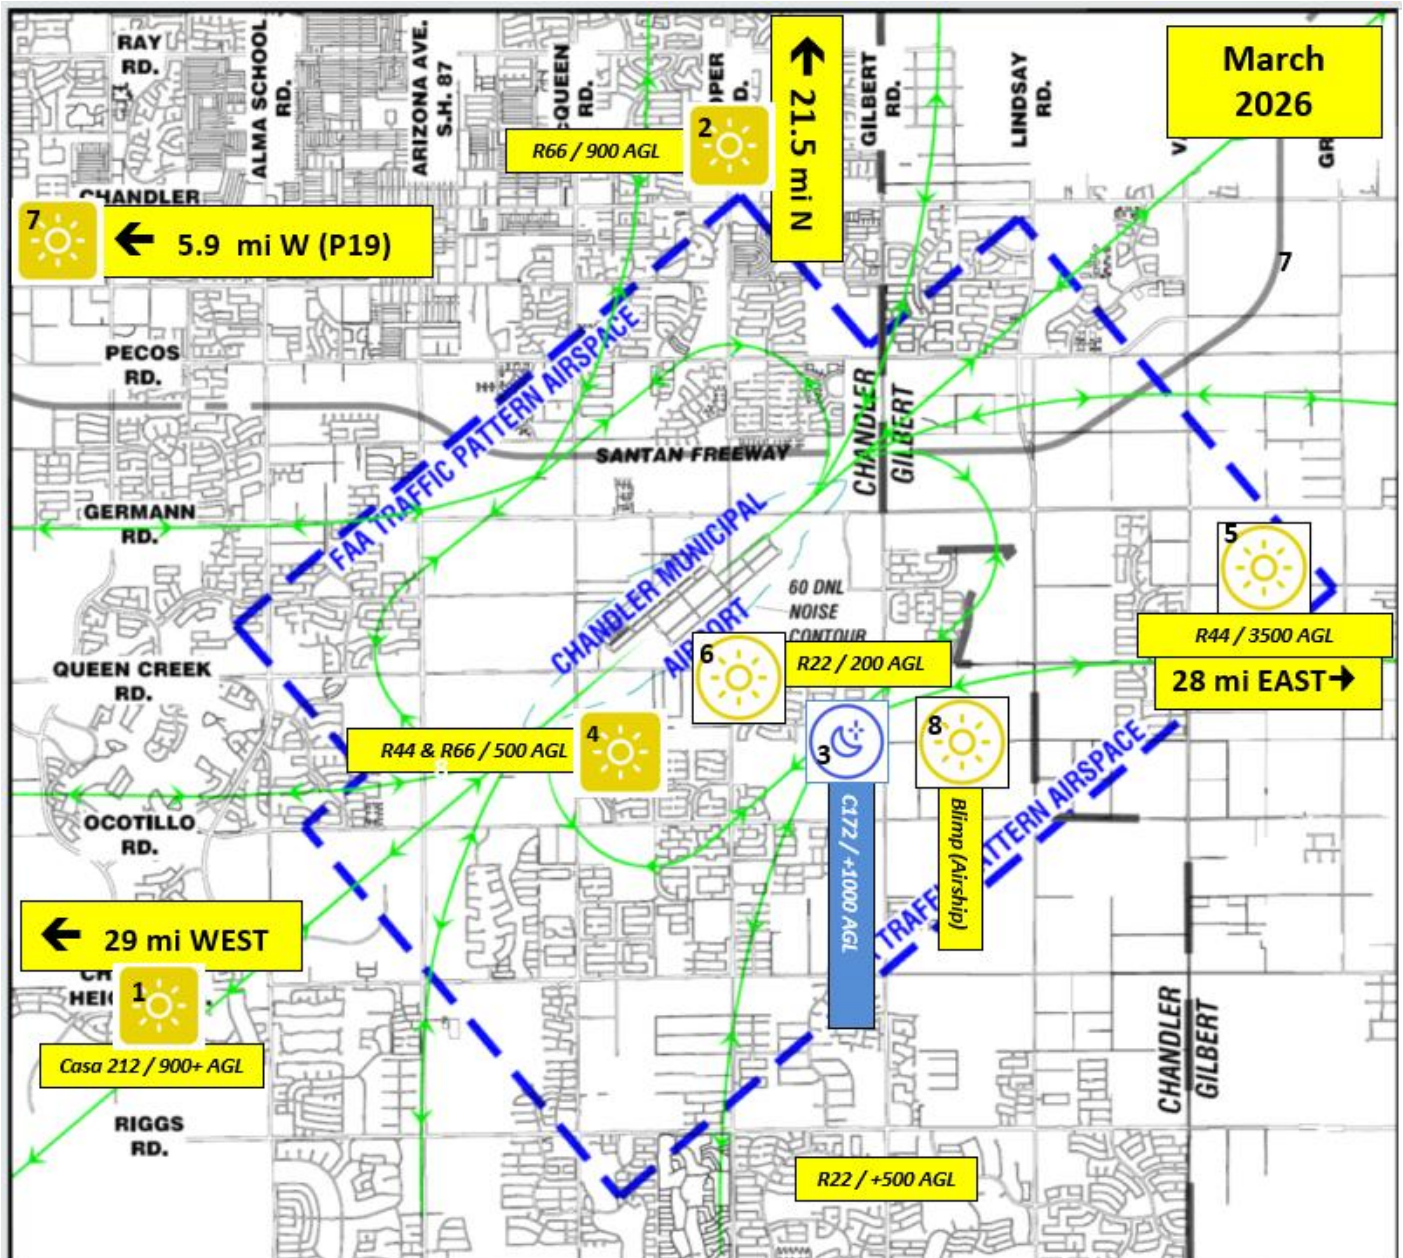 RAY
RD.
ALMA SCHOOL
RD.
ARIZONA AVE.
S.H. 87
RD.
D.
← 21.5 mi N
GILBERT
RD.
LINDSAY
RD.
March
2026
R66 / 900 AGL
2
CHANDLER
7
← 5.9 mi W (P19)
7
PECOS
RD.
FAA TRAFFIC PATTERN AIRSPACE
CHANDLER
GILBERT
SANTAN FREEWAY
GERMANN
RD.
CHANDLER MUNICIPAL
AIRPORT
60 DNL
NOISE
CONTOUR
5
R44 / 3500 AGL
28 mi EAST→
6
R22 / 200 AGL
QUEEN CREEK
RD.
R44 & R66 / 500 AGL
4
3
C172 / +1000 AGL
8
Blimp (Airship)
OCOTILLO
RD.
← 29 mi WEST
1
Casa 212 / 900+ AGL
CHANDLER
GILBERT
RIGGS
RD.
R22 / +500 AGL